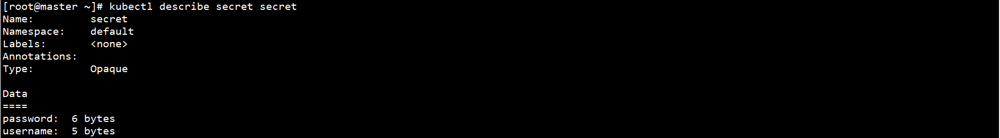 [root@master ~]# kubectl describe secret secret
Name:         secret
Namespace:    default
Labels:       <none>
Annotations:
Type:         Opaque

Data
====
password:  6 bytes
username:  5 bytes